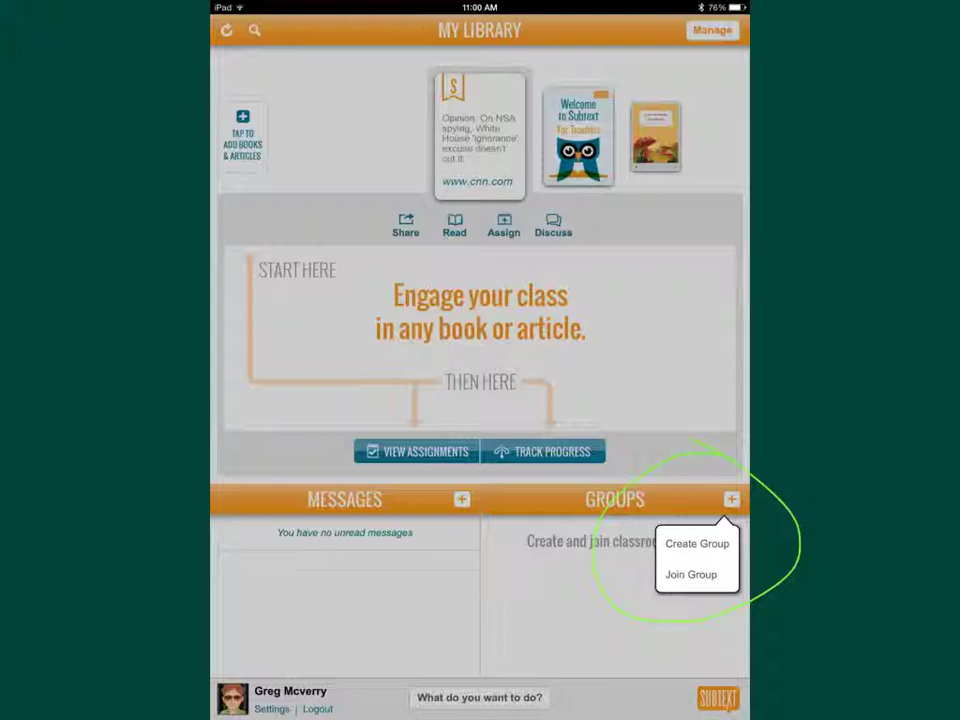 iPad
11:00 AM
76%
MY LIBRARY
Manage
TAP TO
ADD BOOKS
& ARTICLES
S
Opinion: On NSA
spying, White
House 'ignorance'
excuse doesn't
cut it
www.cnn.com
Welcome
to Subtext
For Teachers
Share
Read
Assign
Discuss
START HERE
Engage your class
in any book or article.
THEN HERE
VIEW ASSIGNMENTS
TRACK PROGRESS
MESSAGES
GROUPS
You have no unread messages
Create and join classro
Create Group
Join Group
Greg Mcverry
Settings | Logout
What do you want to do?
SUBTEXT